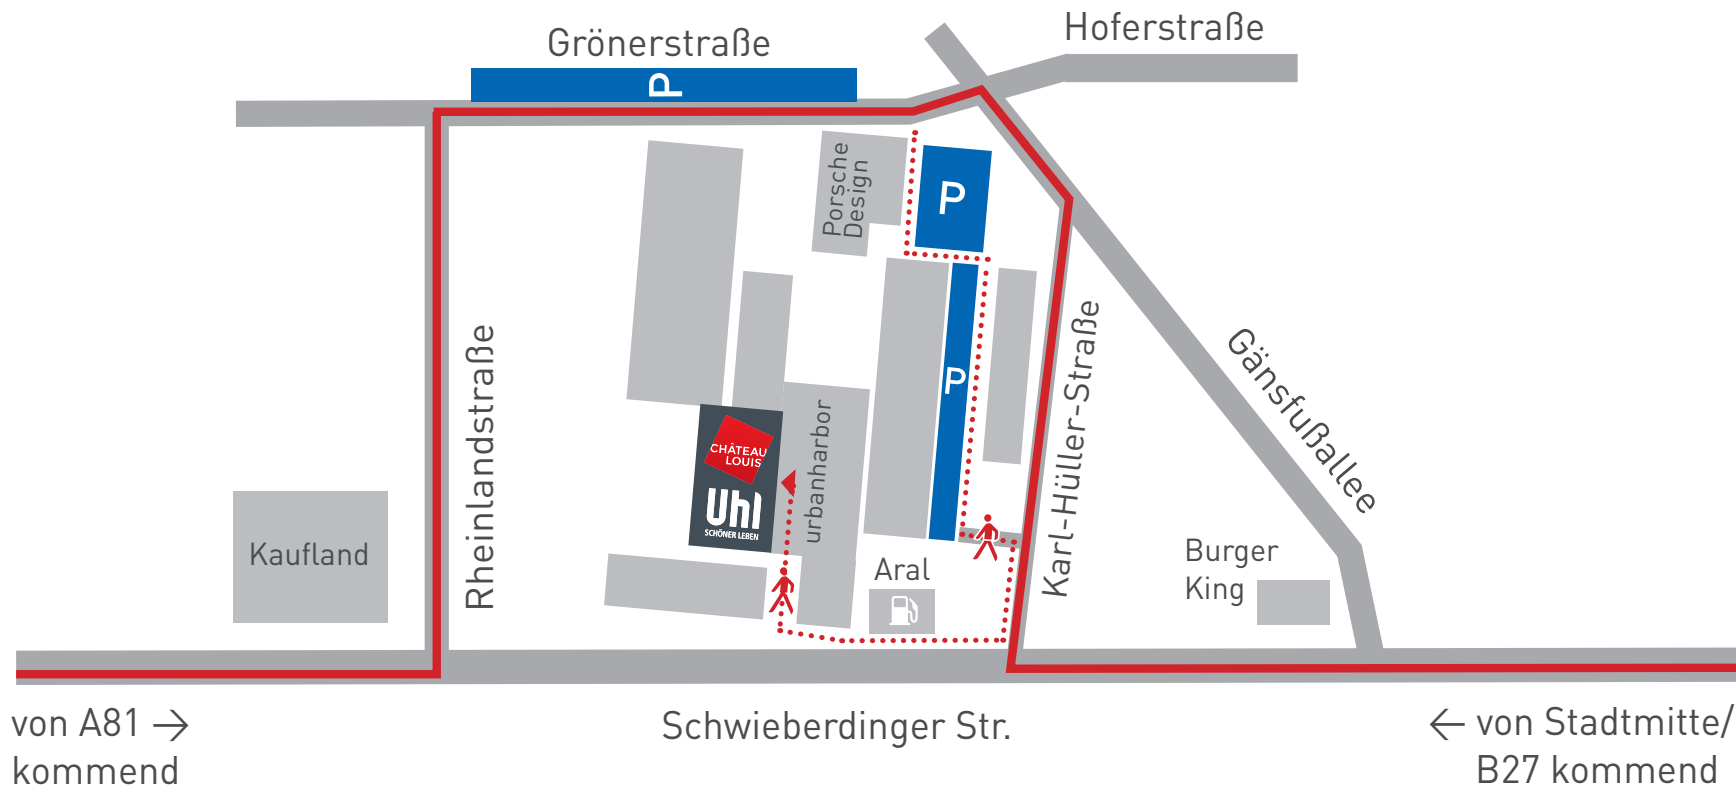 Hoferstraße
Grönerstraße
P
Porsche
Design
P
P
Rheinlandstraße
Karl-Hüller-Straße
Gänsfußallee
CHÂTEAU
LOUIS
Uhl
SCHÖNER LEBEN
urbanharbor
Kaufland
Aral
Burger
King
von A81 →
kommend
Schwieberdinger Str.
← von Stadtmitte/
B27 kommend